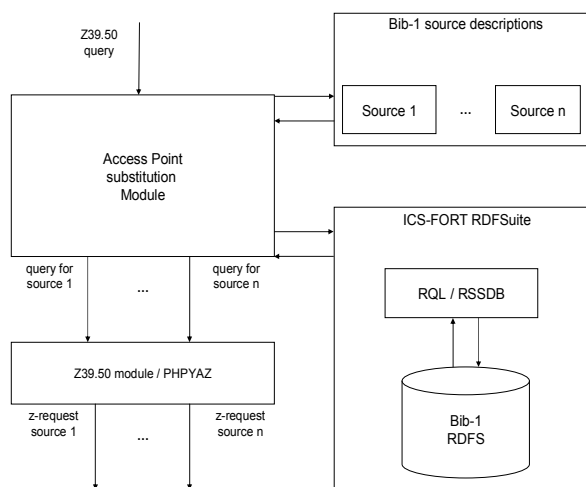 Z39.50
query
Bib-1 source descriptions
Source 1
...
Source n
Access Point
substitution
Module
ICS-FORT RDFSuite
query for
source 1
...
query for
source n
RQL / RSSDB
Z39.50 module / PHPYAZ
z-request
source 1
...
z-request
source n
Bib-1
RDFS